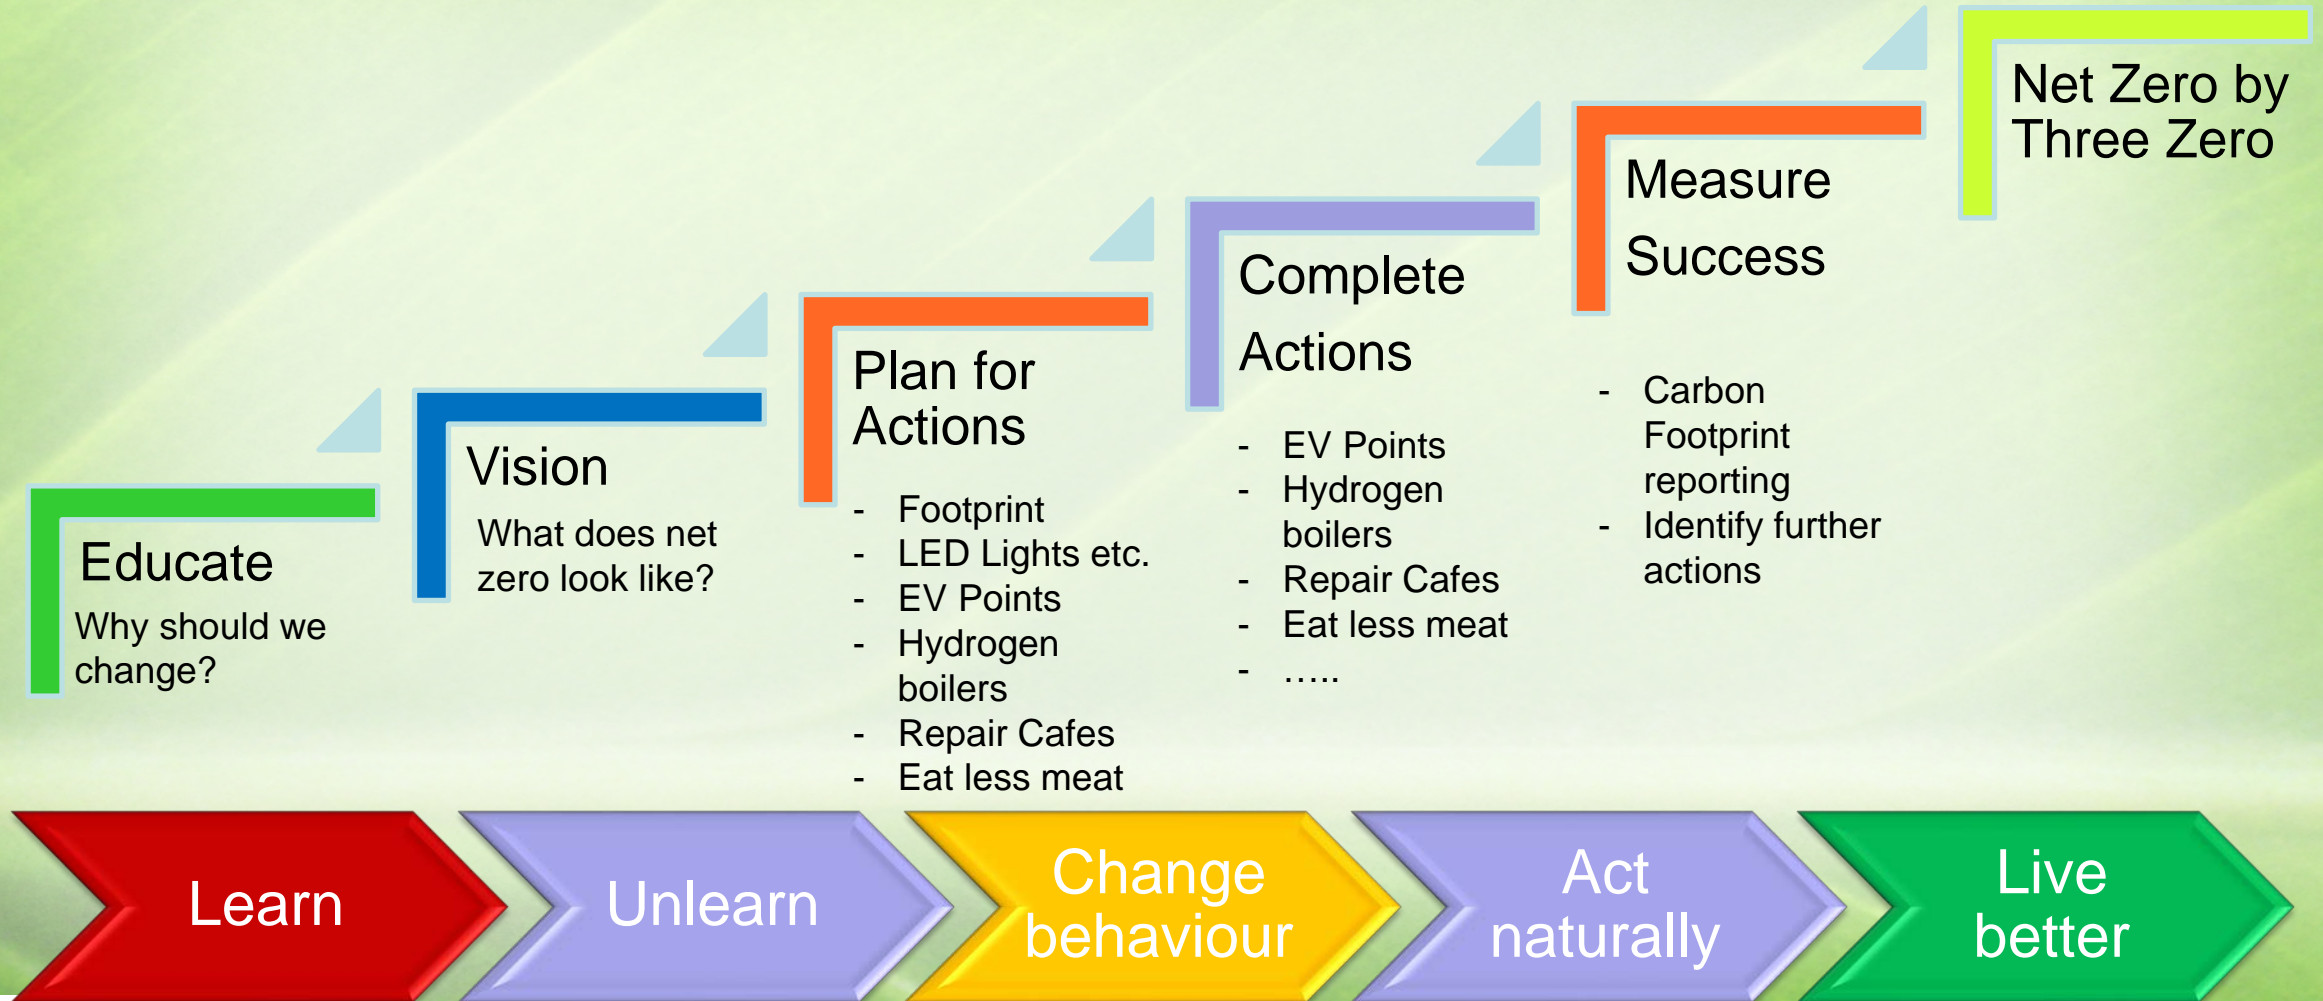 Educate
Why should we
change?
Vision
What does net
zero look like?
Plan for
Actions
- Footprint
- LED Lights etc.
- EV Points
- Hydrogen
boilers
- Repair Cafes
- Eat less meat
Complete
Actions
- EV Points
- Hydrogen
boilers
- Repair Cafes
- Eat less meat
- …..
Measure
Success
- Carbon
Footprint
reporting
- Identify further
actions
Net Zero by
Three Zero
Learn
Unlearn
Change
behaviour
Act
naturally
Live
better